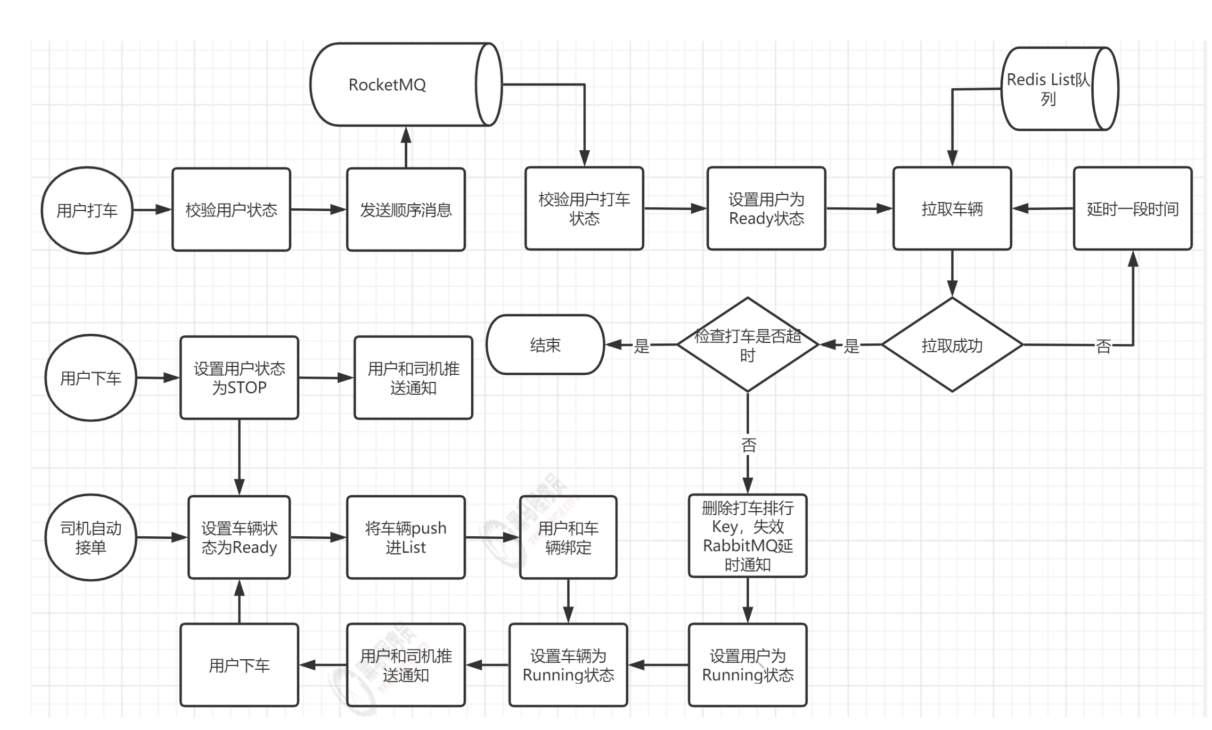 RocketMQ
Redis List队
列
用户打车
校验用户状态
发送顺序消息
校验用户打车
状态
设置用户为
Ready状态
拉取车辆
延时一段时间
结束
是
检查打车是否超
时
是
拉取成功
否
用户下车
设置用户状态
为STOP
用户和司机推
送通知
否
司机自动
接单
设置车辆状
态为Ready
将车辆push
进List
用户和车
辆绑定
删除打车排行
Key，失效
RabbitMQ延
时通知
用户下车
用户和司机推
送通知
设置车辆为
Running状态
设置用户为
Running状态